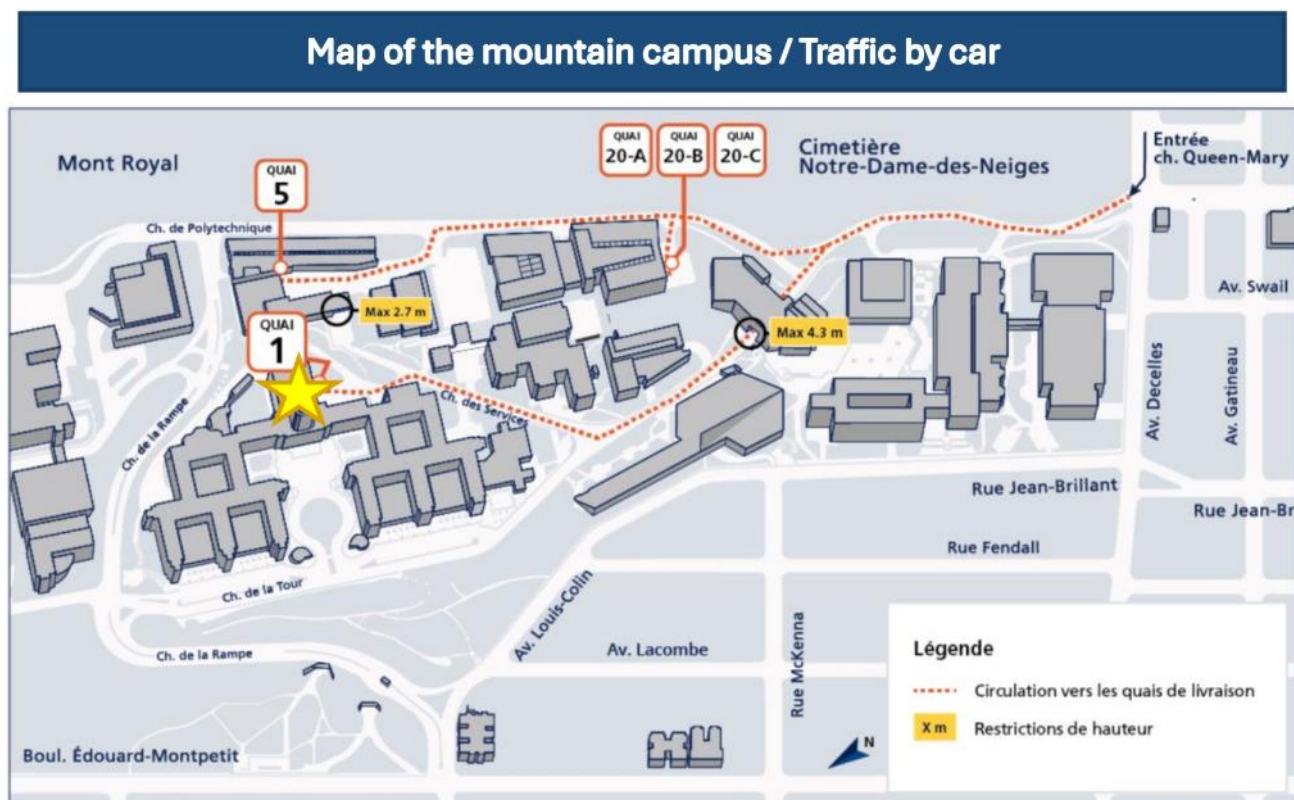 Map of the mountain campus / Traffic by car
Mont Royal
QUAI
5
QUAI
20-A
QUAI
20-B
QUAI
20-C
Cimetière
Notre-Dame-des-Neiges
Entrée
ch. Queen-Mary
Ch. de Polytechnique
Max 2.7 m
QUAI
1
Max 4.3 m
Av. Swail
Av. Decelles
Av. Gatineau
Ch. de la Rampe
Ch. des Services
Rue Jean-Brillant
Rue Jean-Br
Rue Fendall
Ch. de la Tour
Av. Louis-Colin
Ch. de la Rampe
Av. Lacombe
Rue McKenna
Boul. Édouard-Montpetit
N
Légende
Circulation vers les quais de livraison
X m
Restrictions de hauteur